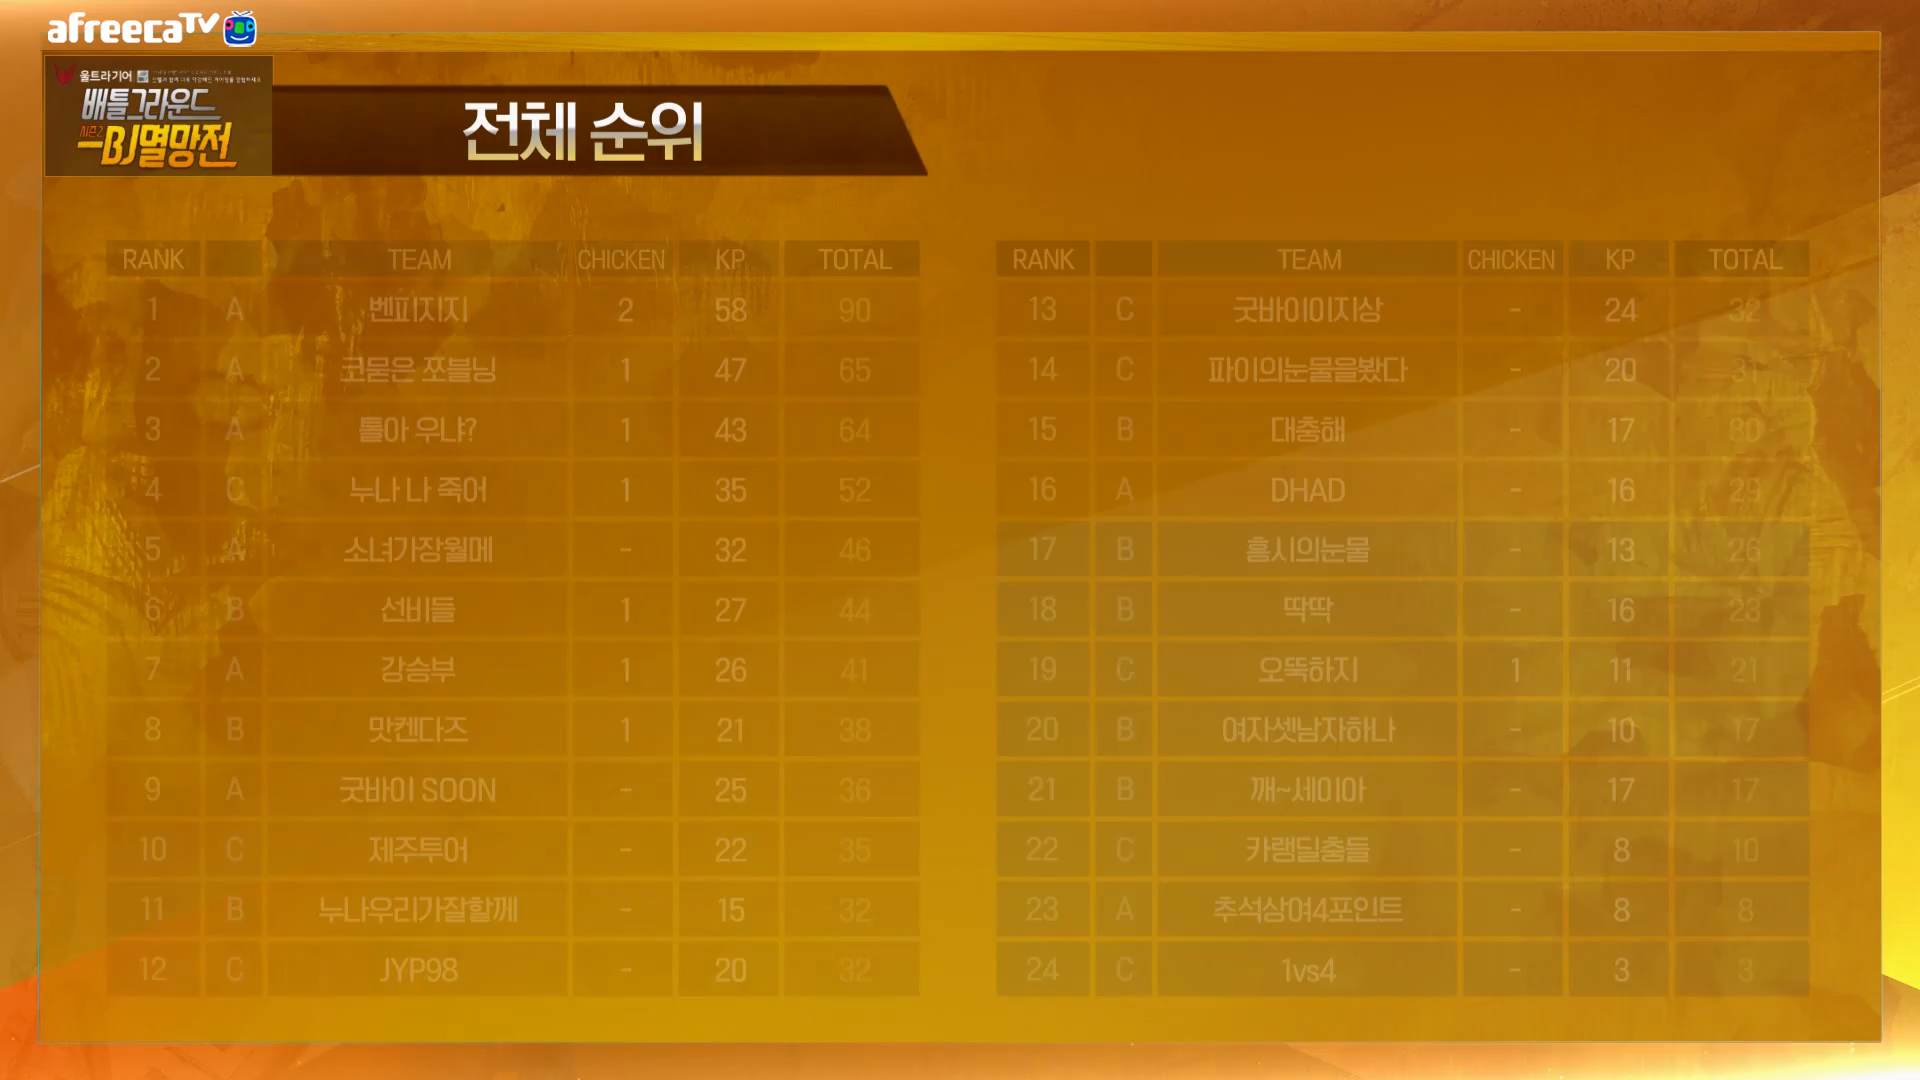 afreecaTV
울트라기어
배틀그라운드
시즌2
BJ멸망전
전체 순위
RANK TEAM CHICKEN KP TOTAL
1 A 벤피지지 2 58 90
2 A 코묻은 쪼블닝 1 47 65
3 A 톨아 우냐? 1 43 64
4 C 누나 나 죽어 1 35 52
5 A 소녀가장월메 - 32 46
6 B 선비들 1 27 44
7 A 강승부 1 26 41
8 B 맛켄다즈 1 21 38
9 A 굿바이 SOON - 25 36
10 C 제주투어 - 22 35
11 B 누나우리가잘할께 - 15 32
12 C JYP98 - 20 32
RANK TEAM CHICKEN KP TOTAL
13 C 굿바이이지상 - 24 32
14 C 파이의눈물을봤다 - 20 31
15 B 대충해 - 17 30
16 A DHAD - 16 29
17 B 흥시의눈물 - 13 26
18 B 딱딱 - 16 23
19 C 오뚝하지 1 11 21
20 B 여자셋남자하나 - 10 17
21 B 깨~세이아 - 17 17
22 C 카랭딜춤들 - 8 10
23 A 추석상여4포인트 - 8 8
24 C 1vs4 - 3 3